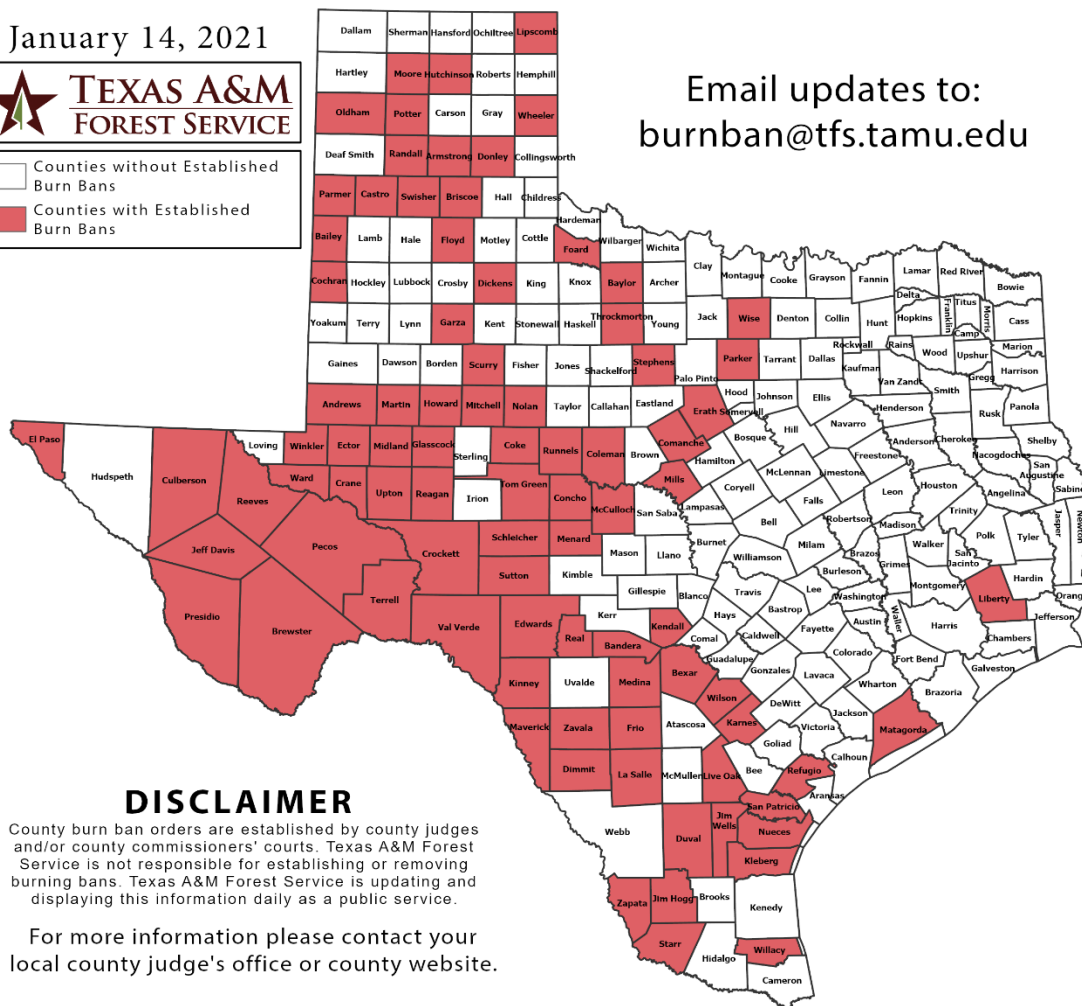 January 14, 2021
TEXAS A&M
FOREST SERVICE
Counties without Established
Burn Bans
Counties with Established
Burn Bans
Email updates to:
burnban@tfs.tamu.edu
Dallam Sherman Hansford Ochiltree Lipscomb
Hartley Moore Hutchinson Roberts Hemphill
Oldham Potter Carson Gray Wheeler
Deaf Smith Randall Armstrong Donley Collingsworth
Parmer Castro Swisher Briscoe Hall Childress
Hardeman
Bailey Lamb Hale Floyd Motley Cottle Foard Wilbarger Wichita
Clay Montague Cooke Grayson Fannin Lamar Red River Bowie
Cochran Hockley Lubbock Crosby Dickens King Knox Baylor Archer
Delta Franklin Titus Morris Cass
Yoakum Terry Lynn Garza Kent Stonewall Haskell Throckmorton Young Jack Wise Denton Collin Hunt Hopkins Camp
Rockwall Rains Wood Upshur Marion
Gaines Dawson Borden Scurry Fisher Jones Shackelford Stephens Palo Pinto Parker Tarrant Dallas Kaufman Van Zandt Smith Gregg Harrison
Andrews Martin Howard Mitchell Nolan Taylor Callahan Eastland Erath Hood Somervell Johnson Ellis Henderson Rusk Panola
El Paso Hudspeth Culberson Loving Winkler Ector Midland Glasscock Sterling Coke Runnels Coleman Brown Comanche Hamilton Bosque Hill Navarro Freestone Anderson Cherokee Nacogdoches Shelby
San
Augustine Sabine
Reeves Ward Crane Upton Reagan Irion Tom Green Concho McCulloch San Saba Mills Lampasas Coryell McLennan Limestone Falls Leon Houston Angelina
Jeff Davis Pecos Crockett Schleicher Menard Mason Llano Burnet Bell Milam Robertson Madison Trinity Polk Tyler Jasper Newton
Presidio Brewster Terrell Sutton Kimble Gillespie Blanco Williamson Travis Lee Burleson Brazos Grimes Walker
San
Jacinto
Montgomery Liberty Hardin Orang
Val Verde Edwards Real Kerr Bandera Kendall Comal Hays Caldwell Bastrop Fayette Washington Austin Waller Harris Chambers Jefferson
Kinney Uvalde Medina Bexar Guadalupe Gonzales Lavaca Colorado Wharton Fort Bend Brazoria Galveston
Maverick Zavala Frio Atascosa Wilson Karnes DeWitt Victoria Jackson Matagorda
Dimmit La Salle McMullen Live Oak Bee Goliad Refugio Calhoun Aransas
Webb Duval
Jim
Wells
San Patricio
Nueces
Kleberg
Zapata Jim Hogg Brooks Kenedy
Starr Hidalgo Willacy
Cameron
DISCLAIMER
County burn ban orders are established by county judges
and/or county commissioners' courts. Texas A&M Forest
Service is not responsible for establishing or removing
burning bans. Texas A&M Forest Service is updating and
displaying this information daily as a public service.
For more information please contact your
local county judge's office or county website.